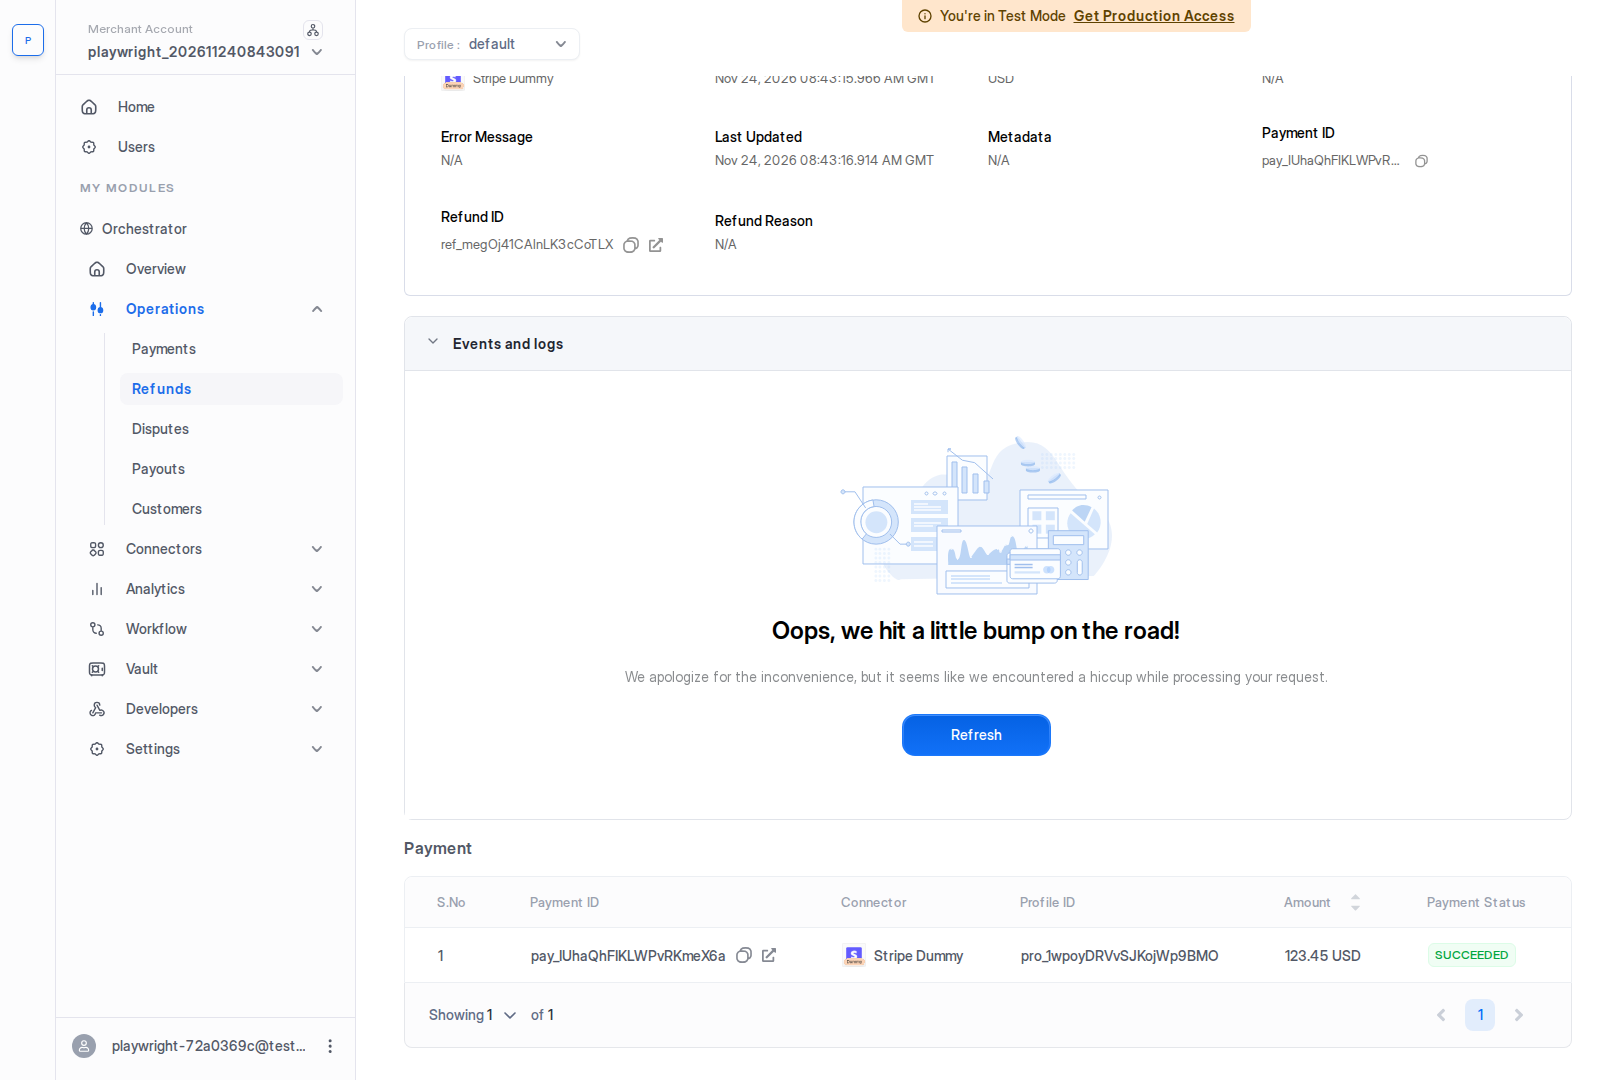 You're in Test Mode Get Production Access
P
Merchant Account
playwright_202611240843091
Profile : default
Home
Users
MY MODULES
Orchestrator
Overview
Operations
Payments
Refunds
Disputes
Payouts
Customers
Connectors
Analytics
Workflow
Vault
Developers
Settings
playwright-72a0369c@test...
Stripe Dummy
Nov 24, 2026 08:43:15.966 AM GMT
USD
N/A
Error Message
N/A
Last Updated
Nov 24, 2026 08:43:16.914 AM GMT
Metadata
N/A
Payment ID
pay_lUhaQhFlKLWPvR...
Refund ID
ref_megOj41CAlnLK3cCoTLX
Refund Reason
N/A
Events and logs
Oops, we hit a little bump on the road!
We apologize for the inconvenience, but it seems like we encountered a hiccup while processing your request.
Refresh
Payment
S.No Payment ID Connector Profile ID Amount Payment Status
1 pay_lUhaQhFlKLWPvRKmeX6a Stripe Dummy pro_1wpoyDRVvSJKojWp9BMO 123.45 USD SUCCEEDED
Showing 1 of 1
1